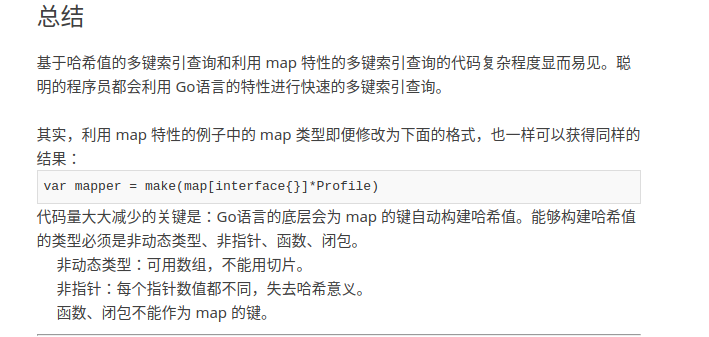 总结
基于哈希值的多键索引查询和利用 map 特性的多键索引查询的代码复杂程度显而易见。聪
明的程序员都会利用 Go语言的特性进行快速的多键索引查询。
其实，利用 map 特性的例子中的 map 类型即便修改为下面的格式，也一样可以获得同样的
结果：
var mapper = make(map[interface{}]*Profile)
代码量大大减少的关键是：Go语言的底层会为 map 的键自动构建哈希值。能够构建哈希值
的类型必须是非动态类型、非指针、函数、闭包。
非动态类型：可用数组，不能用切片。
非指针：每个指针数值都不同，失去哈希意义。
函数、闭包不能作为 map 的键。